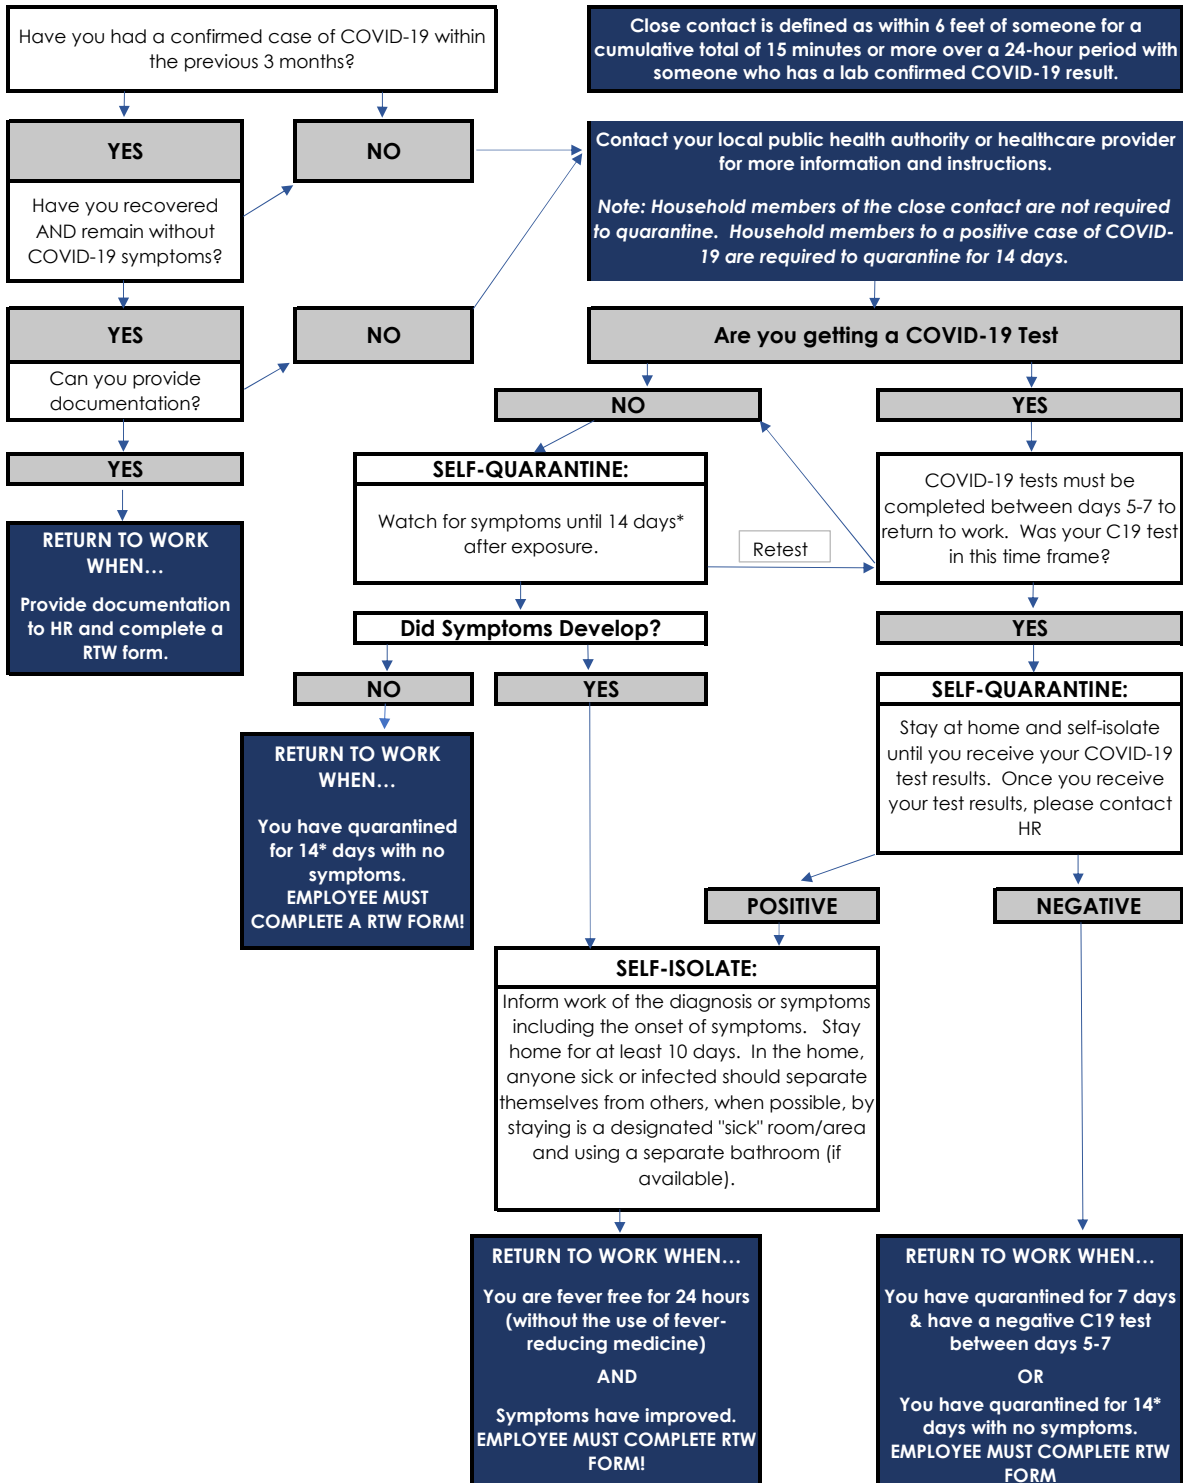 Have you had a confirmed case of COVID-19 within
the previous 3 months?
Close contact is defined as within 6 feet of someone for a
cumulative total of 15 minutes or more over a 24-hour period with
someone who has a lab confirmed COVID-19 result.
YES
NO
Have you recovered
AND remain without
COVID-19 symptoms?
Contact your local public health authority or healthcare provider
for more information and instructions.
Note: Household members of the close contact are not required
to quarantine.  Household members to a positive case of COVID-
19 are required to quarantine for 14 days.
YES
NO
Can you provide
documentation?
Are you getting a COVID-19 Test
NO
YES
YES
RETURN TO WORK
WHEN...
Provide documentation
to HR and complete a
RTW form.
SELF-QUARANTINE:
Watch for symptoms until 14 days*
after exposure.
Retest
COVID-19 tests must be
completed between days 5-7 to
return to work.  Was your C19 test
in this time frame?
Did Symptoms Develop?
YES
NO
YES
RETURN TO WORK
WHEN...
You have quarantined
for 14* days with no
symptoms.
EMPLOYEE MUST
COMPLETE A RTW FORM!
SELF-QUARANTINE:
Stay at home and self-isolate
until you receive your COVID-19
test results.  Once you receive
your test results, please contact
HR
POSITIVE
NEGATIVE
SELF-ISOLATE:
Inform work of the diagnosis or symptoms
including the onset of symptoms.   Stay
home for at least 10 days.  In the home,
anyone sick or infected should separate
themselves from others, when possible, by
staying is a designated "sick" room/area
and using a separate bathroom (if
available).
RETURN TO WORK WHEN...
You are fever free for 24 hours
(without the use of fever-
reducing medicine)
AND
Symptoms have improved.
EMPLOYEE MUST COMPLETE RTW
FORM!
RETURN TO WORK WHEN...
You have quarantined for 7 days
& have a negative C19 test
between days 5-7
OR
You have quarantined for 14*
days with no symptoms.
EMPLOYEE MUST COMPLETE RTW
FORM